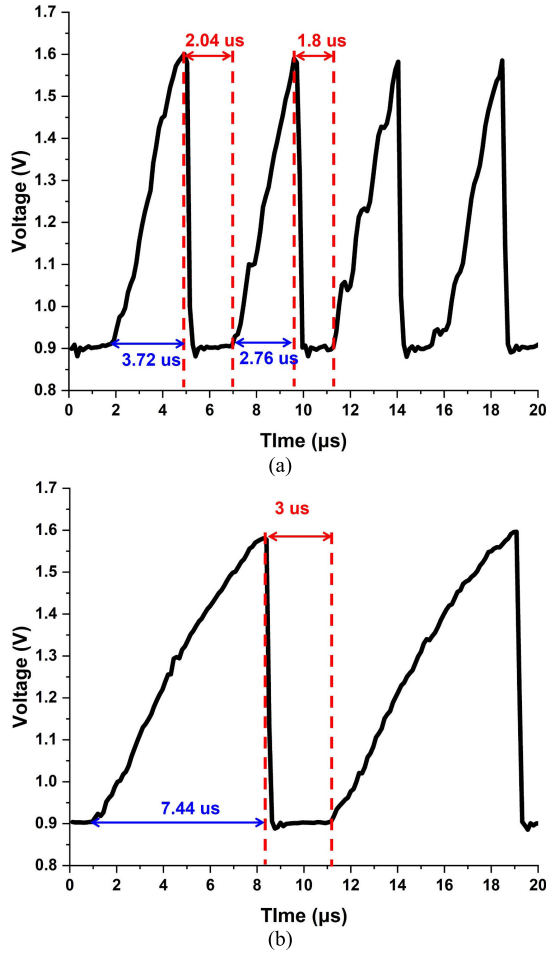 1.7
2.04 us
1.8 us
1.6
1.5
1.4
1.3
1.2
1.1
1.0
0.9
3.72 us
2.76 us
0.8
Voltage (V)
0 2 4 6 8 10 12 14 16 18 20
TIme (µs)
(a)
1.7
3 us
1.6
1.5
1.4
1.3
1.2
1.1
1.0
7.44 us
0.9
0.8
Voltage (V)
0 2 4 6 8 10 12 14 16 18 20
TIme (µs)
(b)